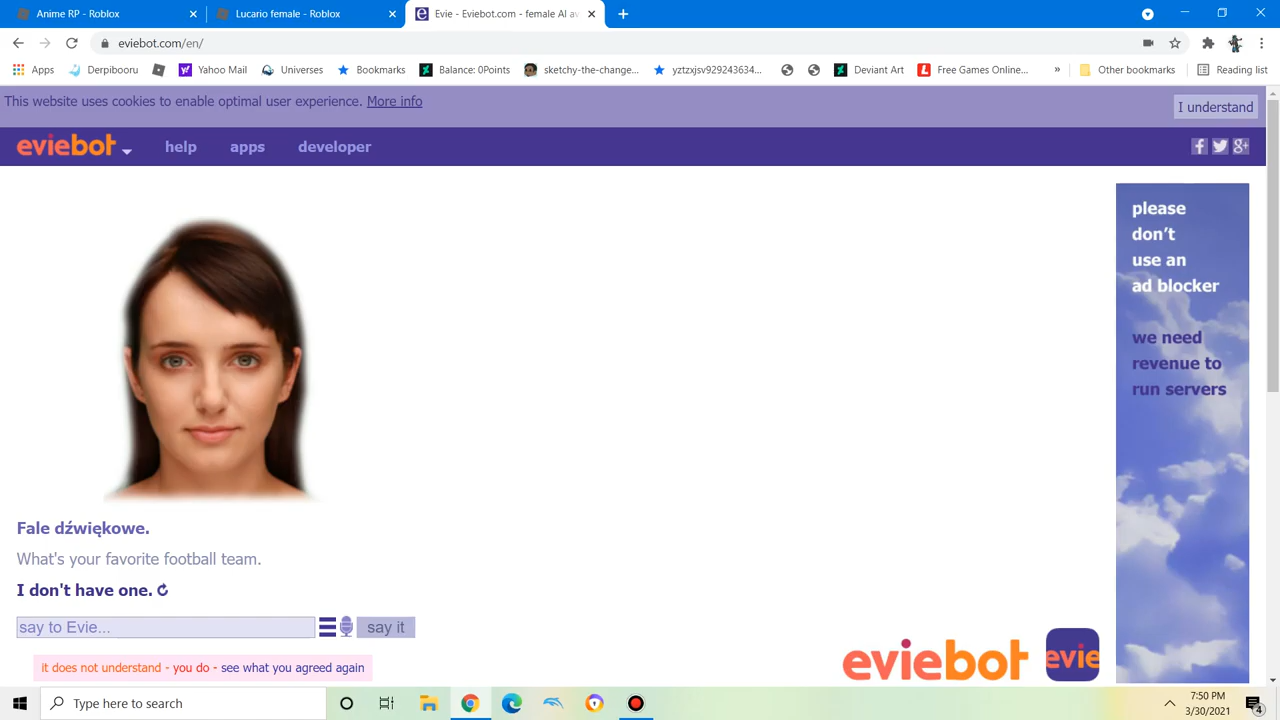 Anime RP - Roblox
Lucario female - Roblox
Evie - Eviebot.com - female AI av
eviebot.com/en/
Apps
Derpibooru
Yahoo Mail
Universes
Bookmarks
Balance: 0Points
sketchy-the-change...
yztzxjsv929243634...
Deviant Art
Free Games Online...
»
Other bookmarks
Reading list
This website uses cookies to enable optimal user experience. More info
I understand
eviebot
help
apps
developer
please
don't
use an
ad blocker
we need
revenue to
run servers
Fale dźwiękowe.
What's your favorite football team.
I don't have one.
say to Evie...
say it
it does not understand - you do - see what you agreed again
eviebot
evie
Type here to search
7:50 PM
3/30/2021
4